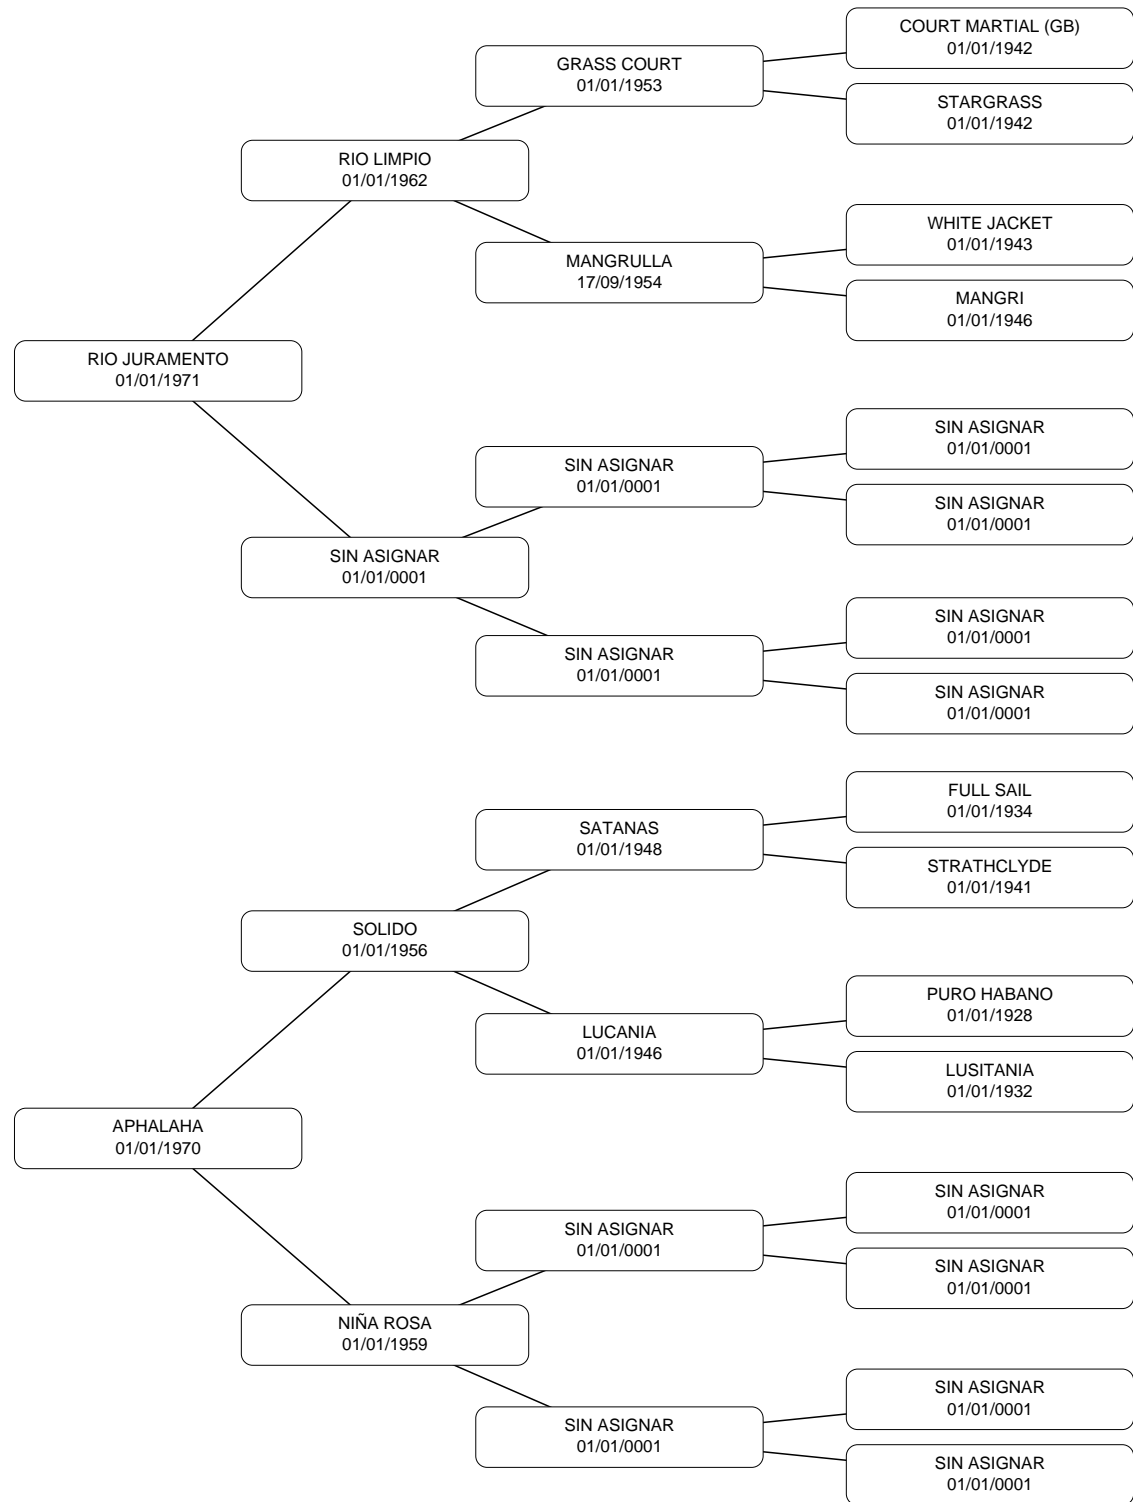 COURT MARTIAL (GB)
01/01/1942
GRASS COURT
01/01/1953
STARGRASS
01/01/1942
RIO LIMPIO
01/01/1962
WHITE JACKET
01/01/1943
MANGRULLA
17/09/1954
MANGRI
01/01/1946
RIO JURAMENTO
01/01/1971
SIN ASIGNAR
01/01/0001
SIN ASIGNAR
01/01/0001
SIN ASIGNAR
01/01/0001
SIN ASIGNAR
01/01/0001
SIN ASIGNAR
01/01/0001
SIN ASIGNAR
01/01/0001
SIN ASIGNAR
01/01/0001
FULL SAIL
01/01/1934
SATANAS
01/01/1948
STRATHCLYDE
01/01/1941
SOLIDO
01/01/1956
PURO HABANO
01/01/1928
LUCANIA
01/01/1946
LUSITANIA
01/01/1932
APHALAHA
01/01/1970
SIN ASIGNAR
01/01/0001
SIN ASIGNAR
01/01/0001
SIN ASIGNAR
01/01/0001
NIÑA ROSA
01/01/1959
SIN ASIGNAR
01/01/0001
SIN ASIGNAR
01/01/0001
SIN ASIGNAR
01/01/0001